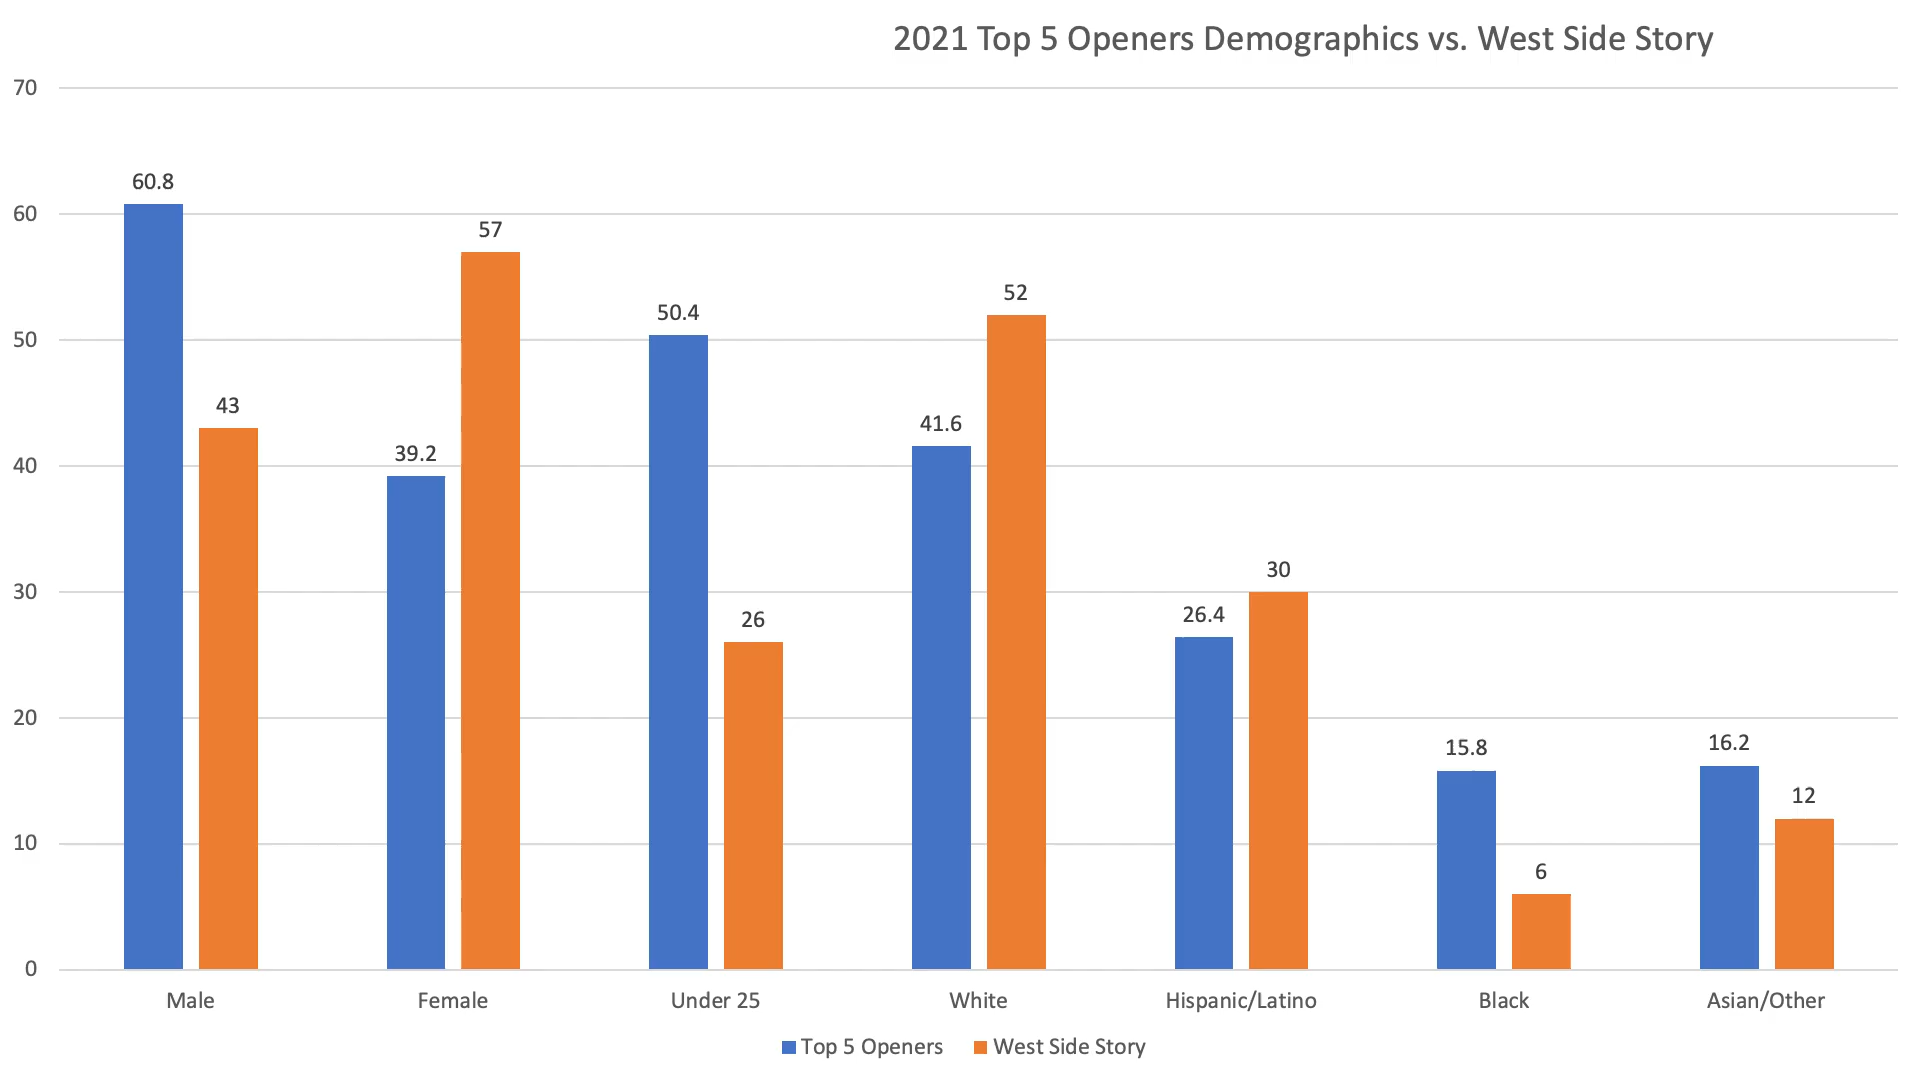 2021 Top 5 Openers Demographics vs. West Side Story
70
60
50
40
30
20
10
0
60.8
43
39.2
57
50.4
26
41.6
52
26.4
30
15.8
6
16.2
12
Male
Female
Under 25
White
Hispanic/Latino
Black
Asian/Other
Top 5 Openers
West Side Story